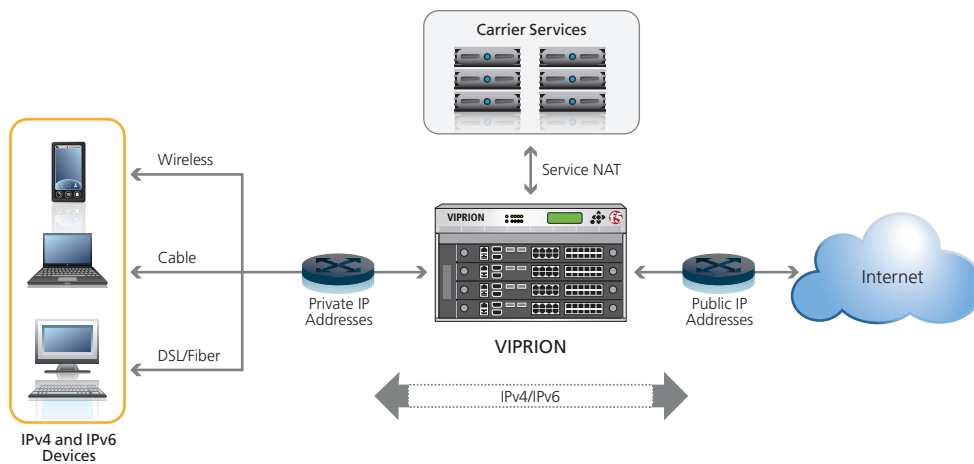 Carrier Services
Wireless
Service NAT
VIPRION
f5
Cable
Internet
Private IP
Addresses
Public IP
Addresses
VIPRION
DSL/Fiber
IPv4/IPv6
IPv4 and IPv6
Devices